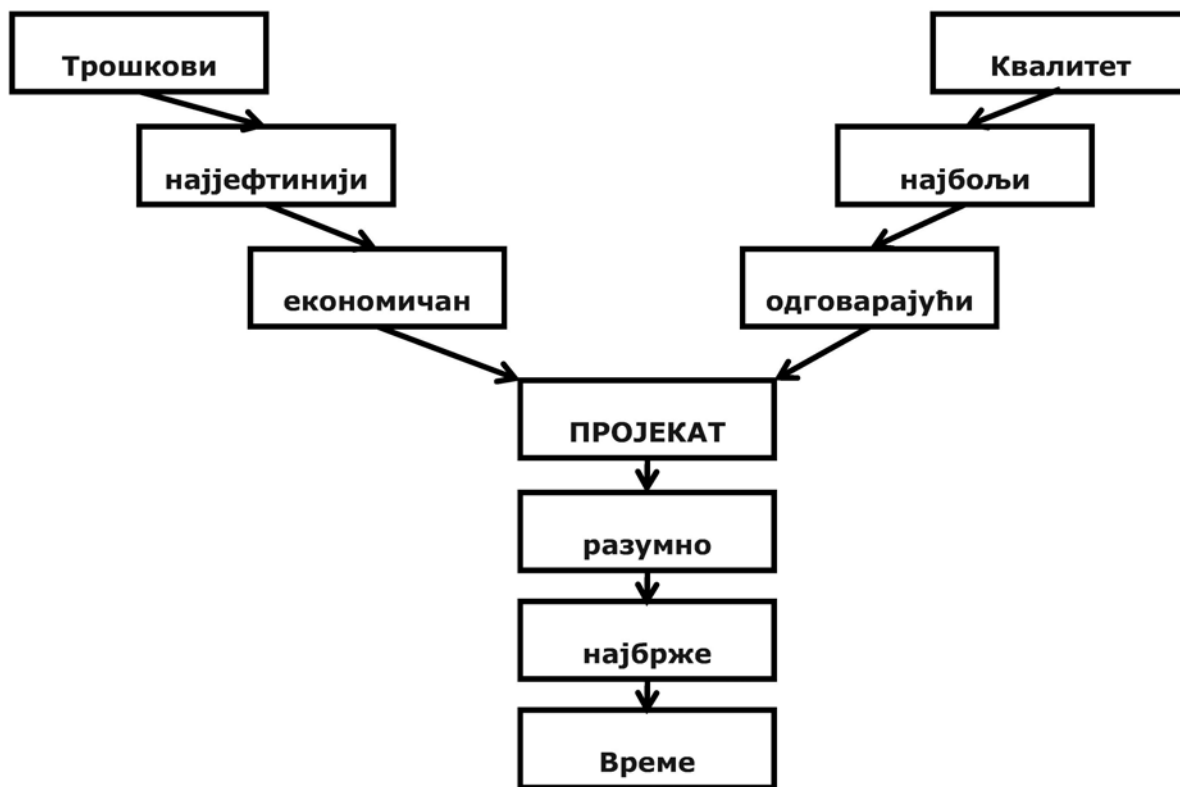 Трошкови
Квалитет
најјефтинији
најбољи
економичан
одговарајући
ПРОЈЕКАТ
разумно
најбрже
Време